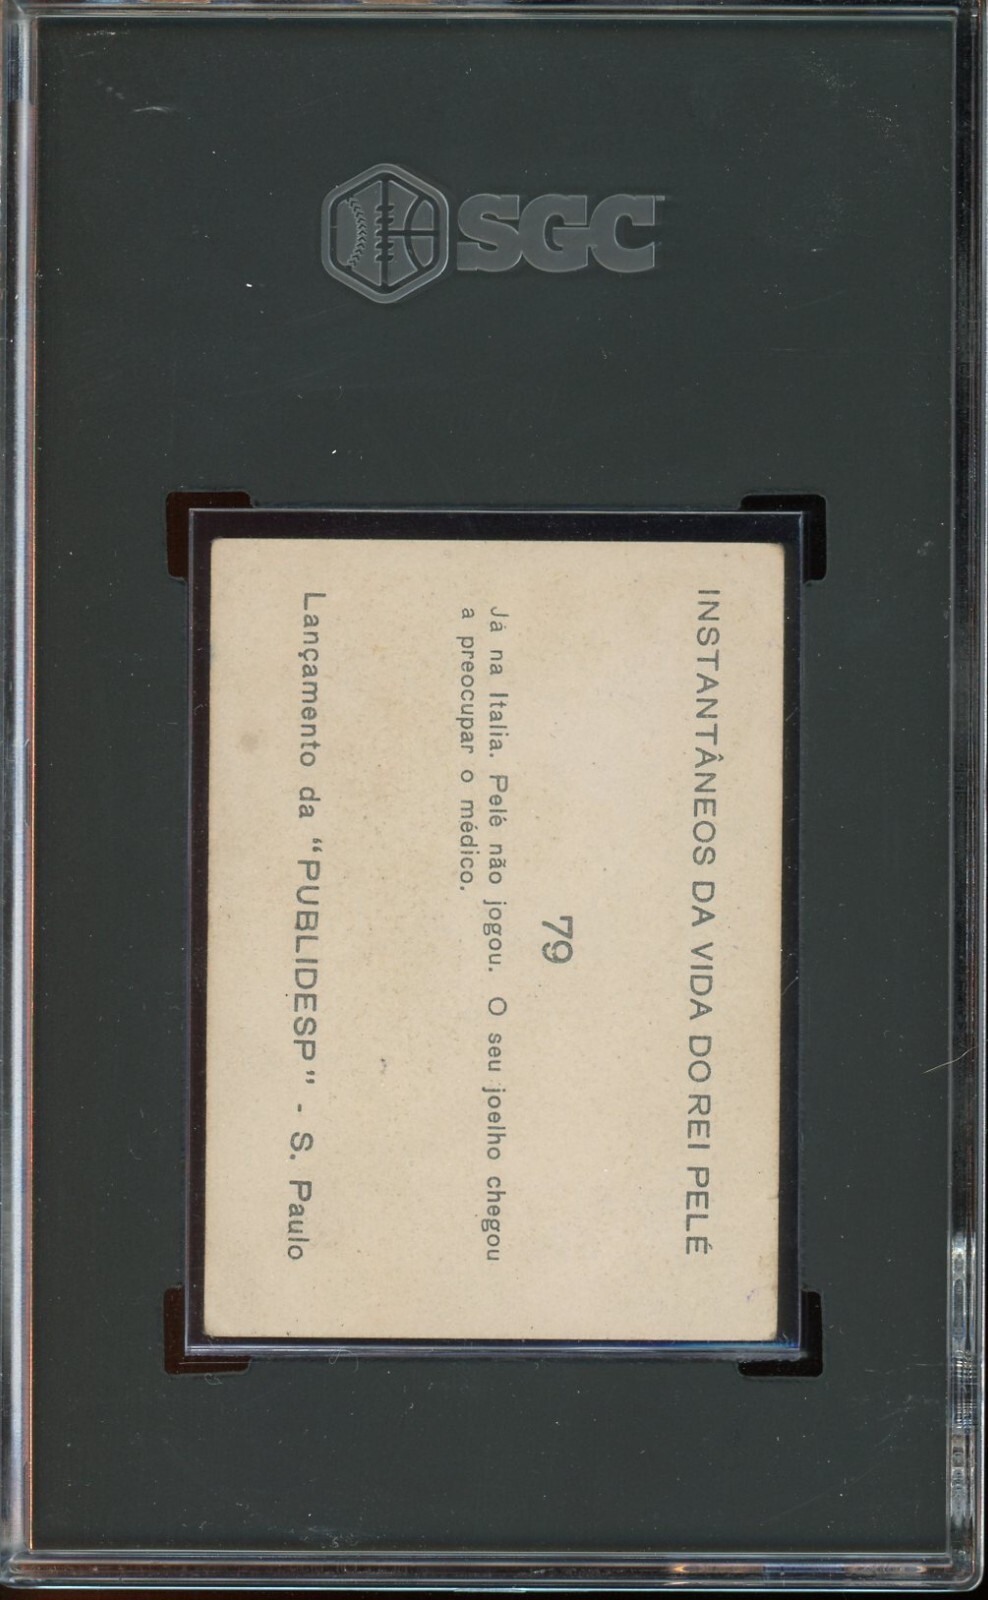 SGC
INSTANTÂNEOS DA VIDA DO REI PELÉ
79
Já na Italia. Pelé não jogou. O seu joelho chegou
a preocupar o médico.
Lançamento da "PUBLIDESP" - S. Paulo